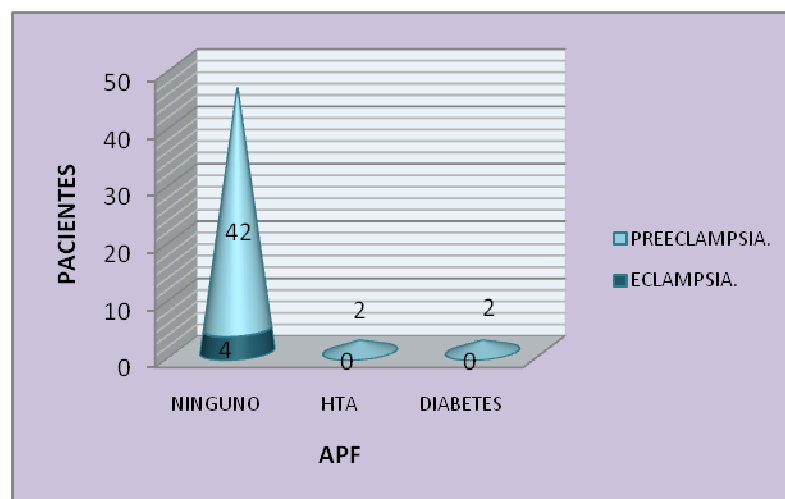 PACIENTES
50
40
30
20
10
0
42
4
2
0
2
0
NINGUNO HTA DIABETES
APF
PREECLAMPSIA.
ECLAMPSIA.